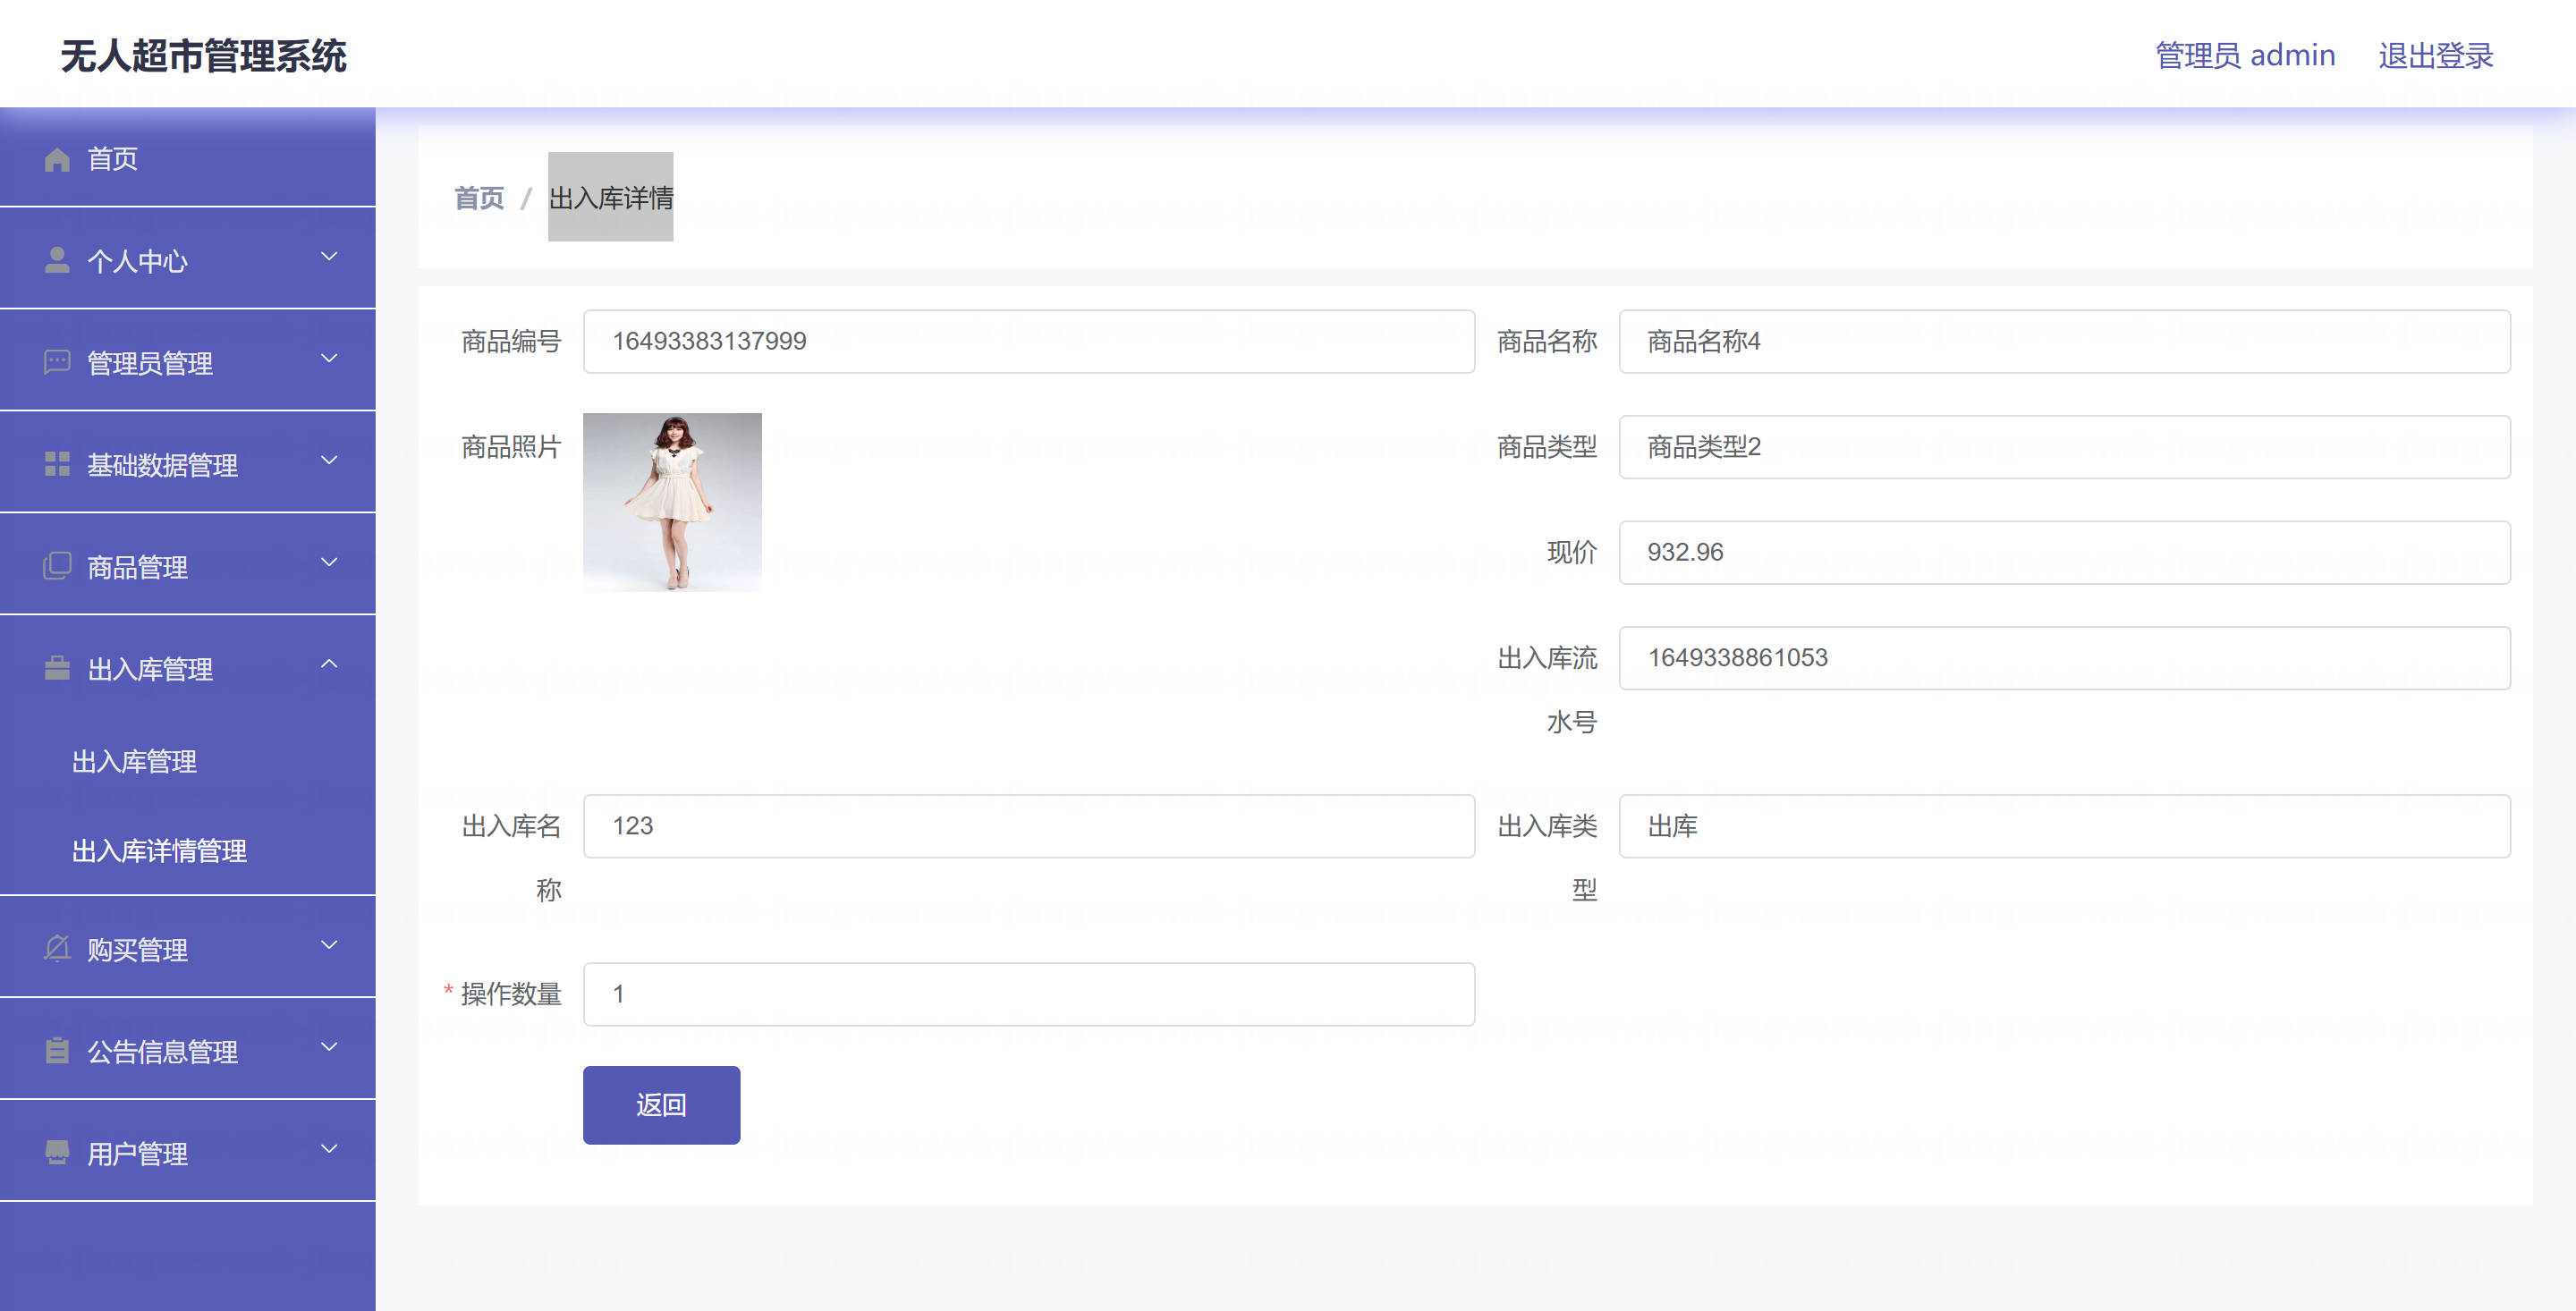 无人超市管理系统
管理员 admin
退出登录
首页
个人中心
管理员管理
基础数据管理
商品管理
出入库管理
出入库管理
出入库详情管理
购买管理
公告信息管理
用户管理
首页 / 出入库详情
商品编号 16493383137999
商品名称 商品名称4
商品照片
商品类型 商品类型2
现价 932.96
出入库流 1649338861053
水号
出入库名 123
称
出入库类 出库
型
* 操作数量 1
返回